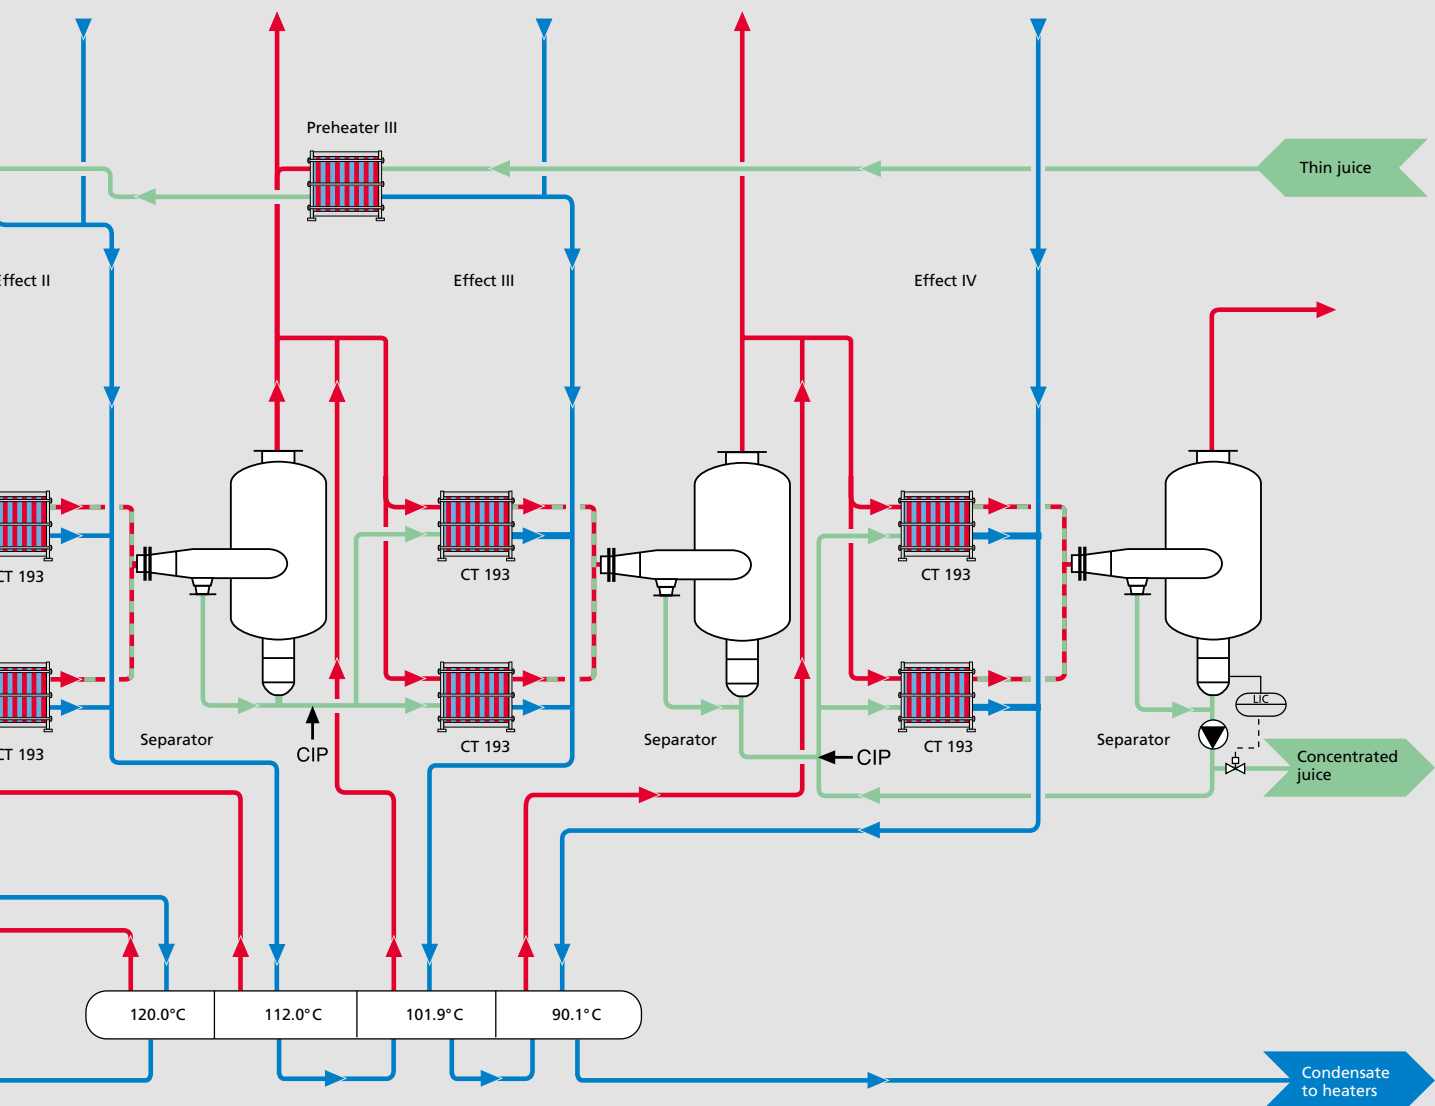 Preheater III
Thin juice
Effect II
Effect III
Effect IV
CT 193
CT 193
CT 193
CT 193
CT 193
CT 193
LIC
Separator
Separator
Separator
CIP
CIP
Concentrated
juice
120.0°C
112.0°C
101.9°C
90.1°C
Condensate
to heaters